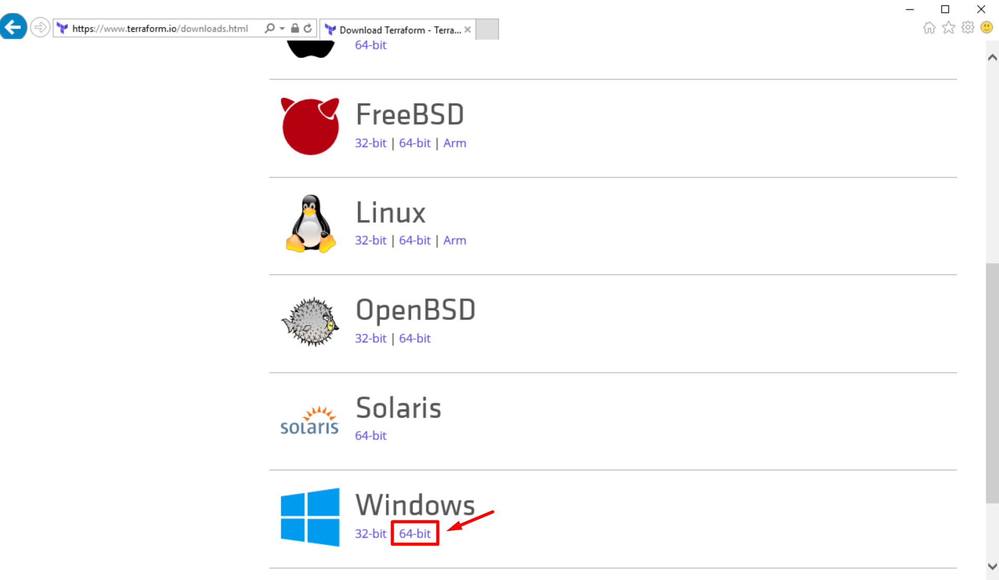 https://www.terraform.io/downloads.html
Download Terraform - Terra...
64-bit
FreeBSD
32-bit | 64-bit | Arm
Linux
32-bit | 64-bit | Arm
OpenBSD
32-bit | 64-bit
solaris
Solaris
64-bit
Windows
32-bit 64-bit